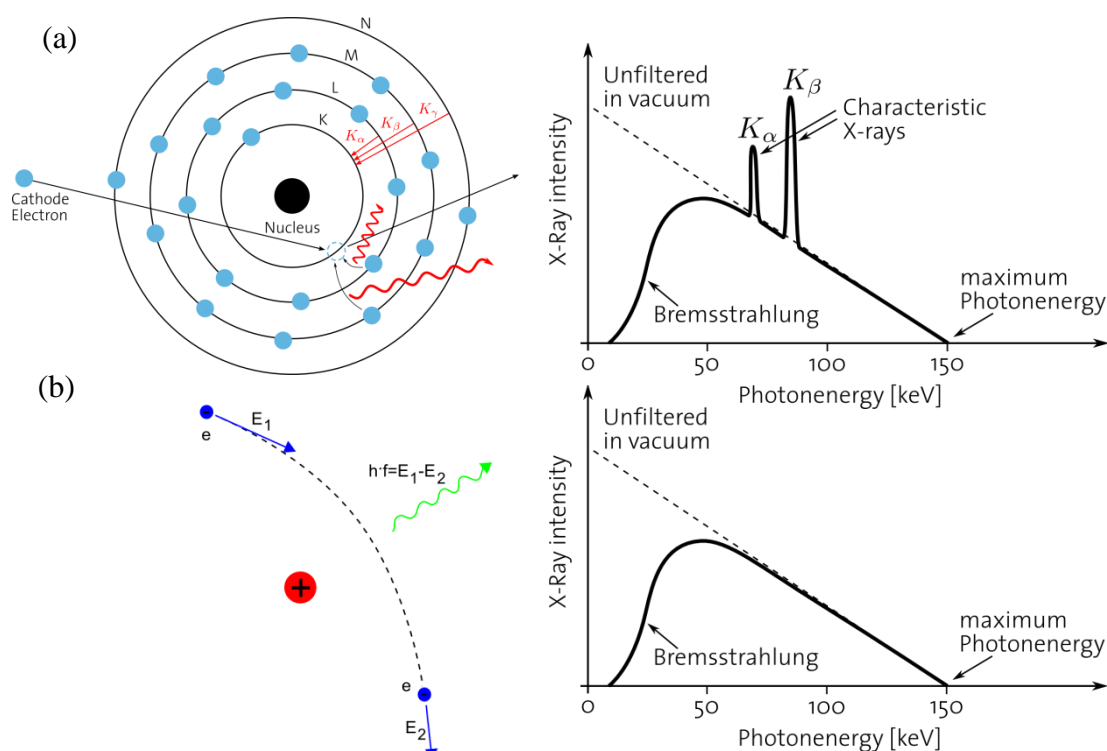 (a)
N
M
L
K
Kα
Kβ
Kγ
Cathode
Electron
Nucleus
X-Ray intensity
Unfiltered
in vacuum
Kα
Kβ
Characteristic
X-rays
Bremsstrahlung
maximum
Photonenergy
0
50
100
150
Photonenergy [keV]
(b)
-
e
E1
h·f=E1-E2
+
e
-
E2
X-Ray intensity
Unfiltered
in vacuum
Bremsstrahlung
maximum
Photonenergy
0
50
100
150
Photonenergy [keV]